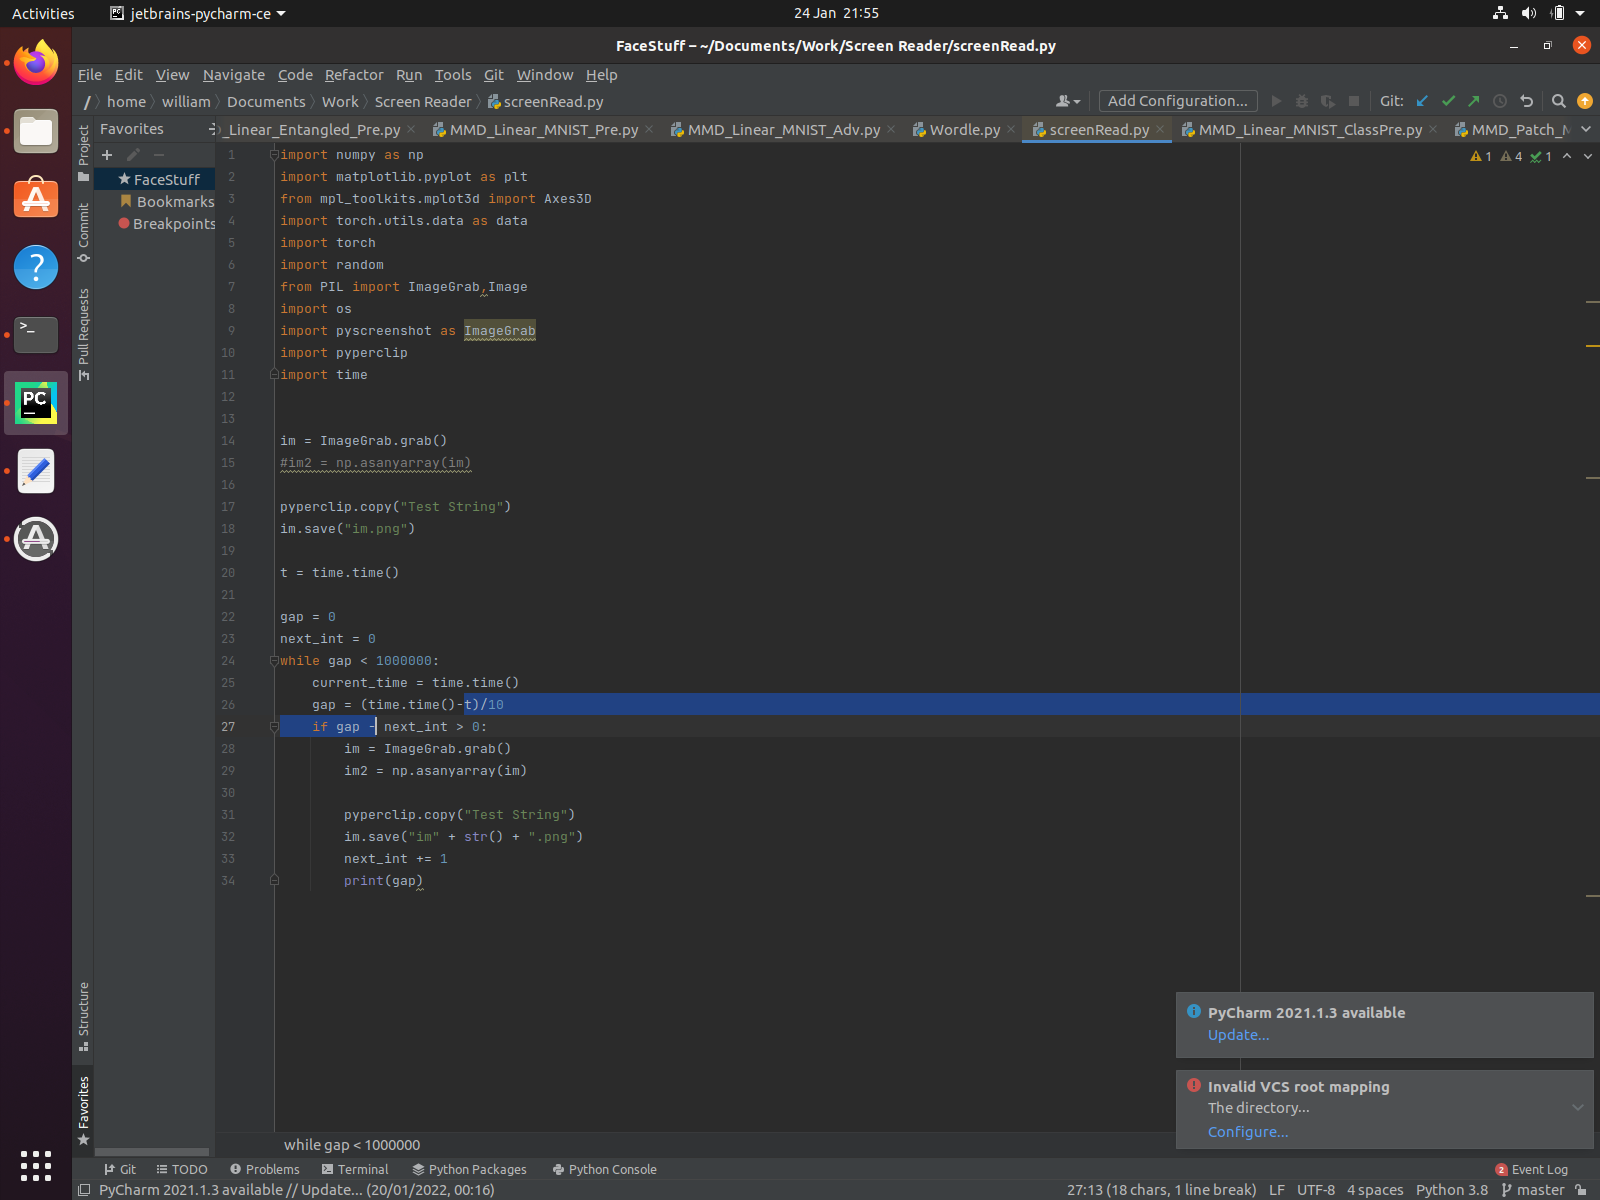 Activities jetbrains-pycharm-ce 24 Jan 21:55
FaceStuff – ~/Documents/Work/Screen Reader/screenRead.py
File Edit View Navigate Code Refactor Run Tools Git Window Help
/ home william Documents Work Screen Reader screenRead.py Add Configuration... Git:
Project
Commit
Pull Requests
Structure
Favorites
Favorites
FaceStuff
Bookmarks
Breakpoints
_Linear_Entangled_Pre.py MMD_Linear_MNIST_Pre.py MMD_Linear_MNIST_Adv.py Wordle.py screenRead.py MMD_Linear_MNIST_ClassPre.py MMD_Patch_M
1 4 1
1 import numpy as np
2 import matplotlib.pyplot as plt
3 from mpl_toolkits.mplot3d import Axes3D
4 import torch.utils.data as data
5 import torch
6 import random
7 from PIL import ImageGrab,Image
8 import os
9 import pyscreenshot as ImageGrab
10 import pyperclip
11 import time
12
13
14 im = ImageGrab.grab()
15 #im2 = np.asanyarray(im)
16
17 pyperclip.copy("Test String")
18 im.save("im.png")
19
20 t = time.time()
21
22 gap = 0
23 next_int = 0
24 while gap < 1000000:
25 current_time = time.time()
26 gap = (time.time()-t)/10
27 if gap - next_int > 0:
28 im = ImageGrab.grab()
29 im2 = np.asanyarray(im)
30
31 pyperclip.copy("Test String")
32 im.save("im" + str() + ".png")
33 next_int += 1
34 print(gap)
PyCharm 2021.1.3 available
Update...
Invalid VCS root mapping
The directory...
Configure...
while gap < 1000000
Git TODO Problems Terminal Python Packages Python Console 2 Event Log
PyCharm 2021.1.3 available // Update... (20/01/2022, 00:16) 27:13 (18 chars, 1 line break) LF UTF-8 4 spaces Python 3.8 master